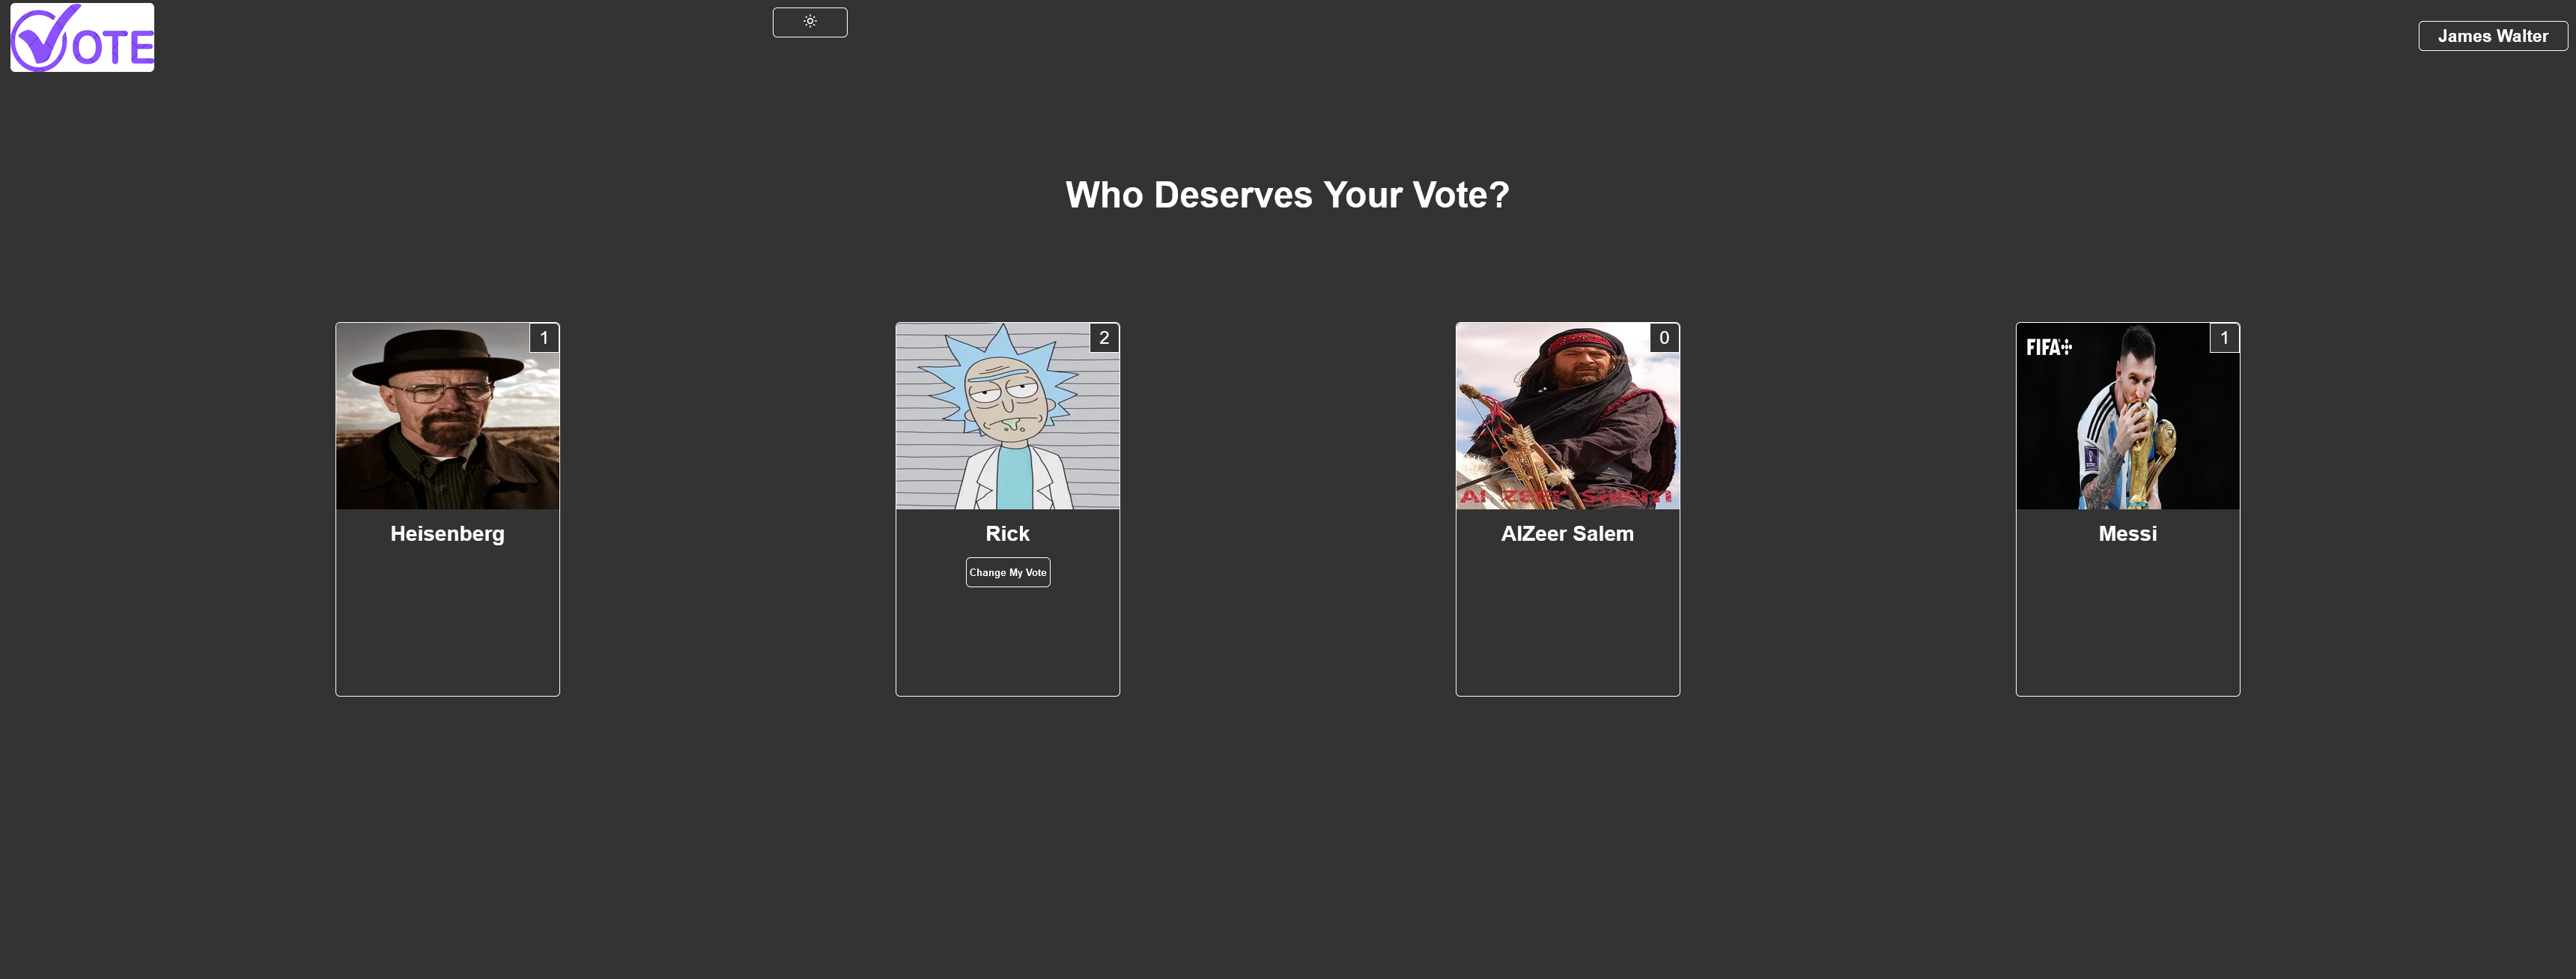 VOTE
James Walter
Who Deserves Your Vote?
1
2
0
1
FIFA+
Al zeer salem
Heisenberg
Rick
AlZeer Salem
Messi
Change My Vote